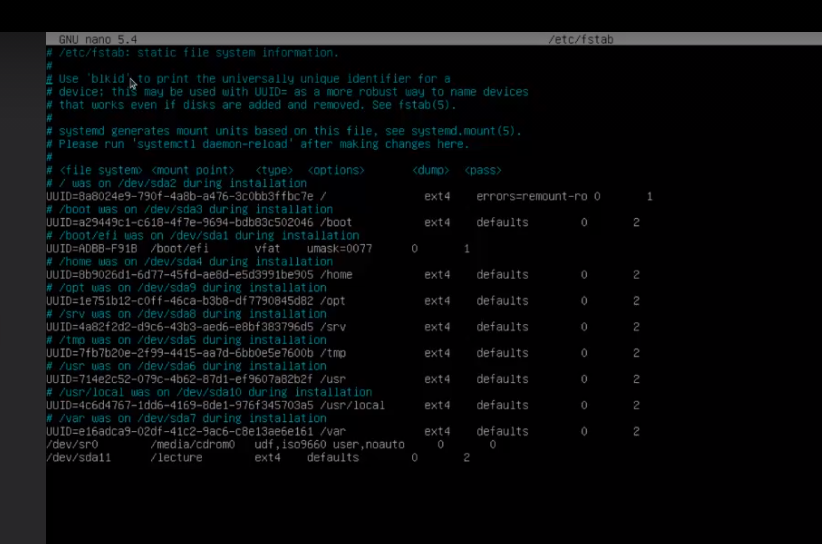 GNU nano 5.4 /etc/fstab
# /etc/fstab: static file system information.
#
# Use 'blkid' to print the universally unique identifier for a
# device; this may be used with UUID= as a more robust way to name devices
# that works even if disks are added and removed. See fstab(5).
#
# systemd generates mount units based on this file, see systemd.mount(5).
# Please run 'systemctl daemon-reload' after making changes here.
#
# <file system> <mount point> <type> <options> <dump> <pass>
# / was on /dev/sda2 during installation
UUID=8a8024e9-790f-4a8b-a476-3c0bb3ffbc7e / ext4 errors=remount-ro 0 1
# /boot was on /dev/sda3 during installation
UUID=a29449c1-c618-4f7e-9694-bdb83c502046 /boot ext4 defaults 0 2
# /boot/efi was on /dev/sda1 during installation
UUID=ADBB-F91B /boot/efi vfat umask=0077 0 1
# /home was on /dev/sda4 during installation
UUID=8b9026d1-6d77-45fd-ae8d-e5d3991be905 /home ext4 defaults 0 2
# /opt was on /dev/sda9 during installation
UUID=1e751b12-c0ff-46ca-b3b8-df7790845d82 /opt ext4 defaults 0 2
# /srv was on /dev/sda8 during installation
UUID=4a82f2d2-d9c6-43b3-aed6-e8bf383796d5 /srv ext4 defaults 0 2
# /tmp was on /dev/sda5 during installation
UUID=7fb7b20e-2f99-4415-aa7d-6bb0e5e7600b /tmp ext4 defaults 0 2
# /usr was on /dev/sda6 during installation
UUID=714e2c52-079c-4b62-87d1-ef9607a82b2f /usr ext4 defaults 0 2
# /usr/local was on /dev/sda10 during installation
UUID=4c6d4767-1dd6-4169-8de1-976f345703a5 /usr/local ext4 defaults 0 2
# /var was on /dev/sda7 during installation
UUID=e16adca9-02df-41c2-9ac6-c8e13ae6e161 /var ext4 defaults 0 2
/dev/sr0 /media/cdrom0 udf,iso9660 user,noauto 0 0
/dev/sda11 /lecture ext4 defaults 0 2